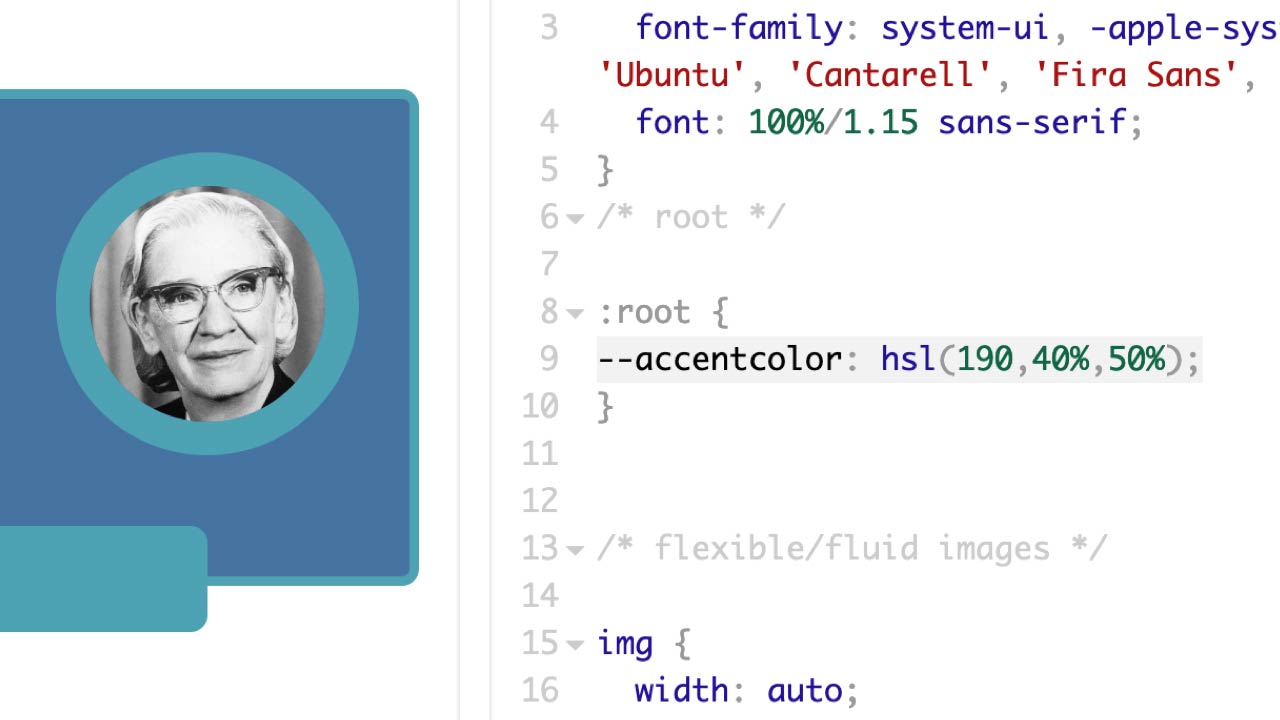 3 font-family: system-ui, -apple-sys
'Ubuntu', 'Cantarell', 'Fira Sans',
4 font: 100%/1.15 sans-serif;
5 }
6 /* root */
7
8 :root {
9 --accentcolor: hsl(190,40%,50%);
10 }
11
12
13 /* flexible/fluid images */
14
15 img {
16 width: auto;